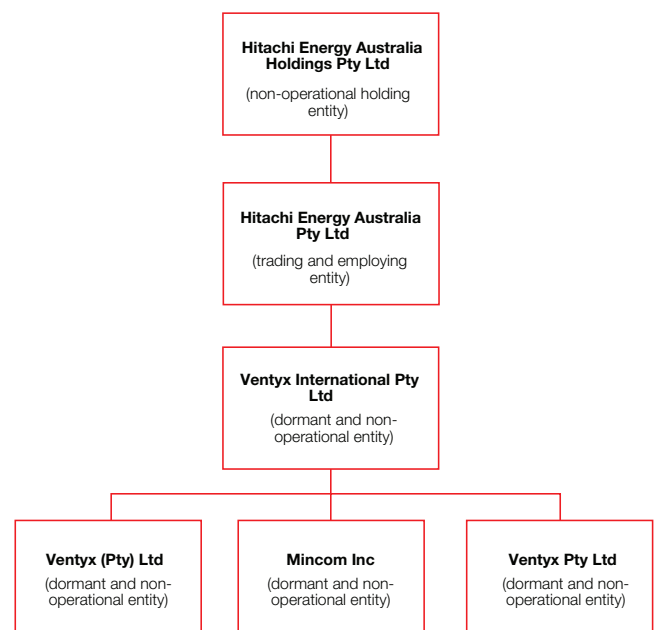 Hitachi Energy Australia
Holdings Pty Ltd
(non-operational holding
entity)
Hitachi Energy Australia
Pty Ltd
(trading and employing
entity)
Ventyx International Pty
Ltd
(dormant and non-
operational entity)
Ventyx (Pty) Ltd
(dormant and non-
operational entity)
Mincom Inc
(dormant and non-
operational entity)
Ventyx Pty Ltd
(dormant and non-
operational entity)